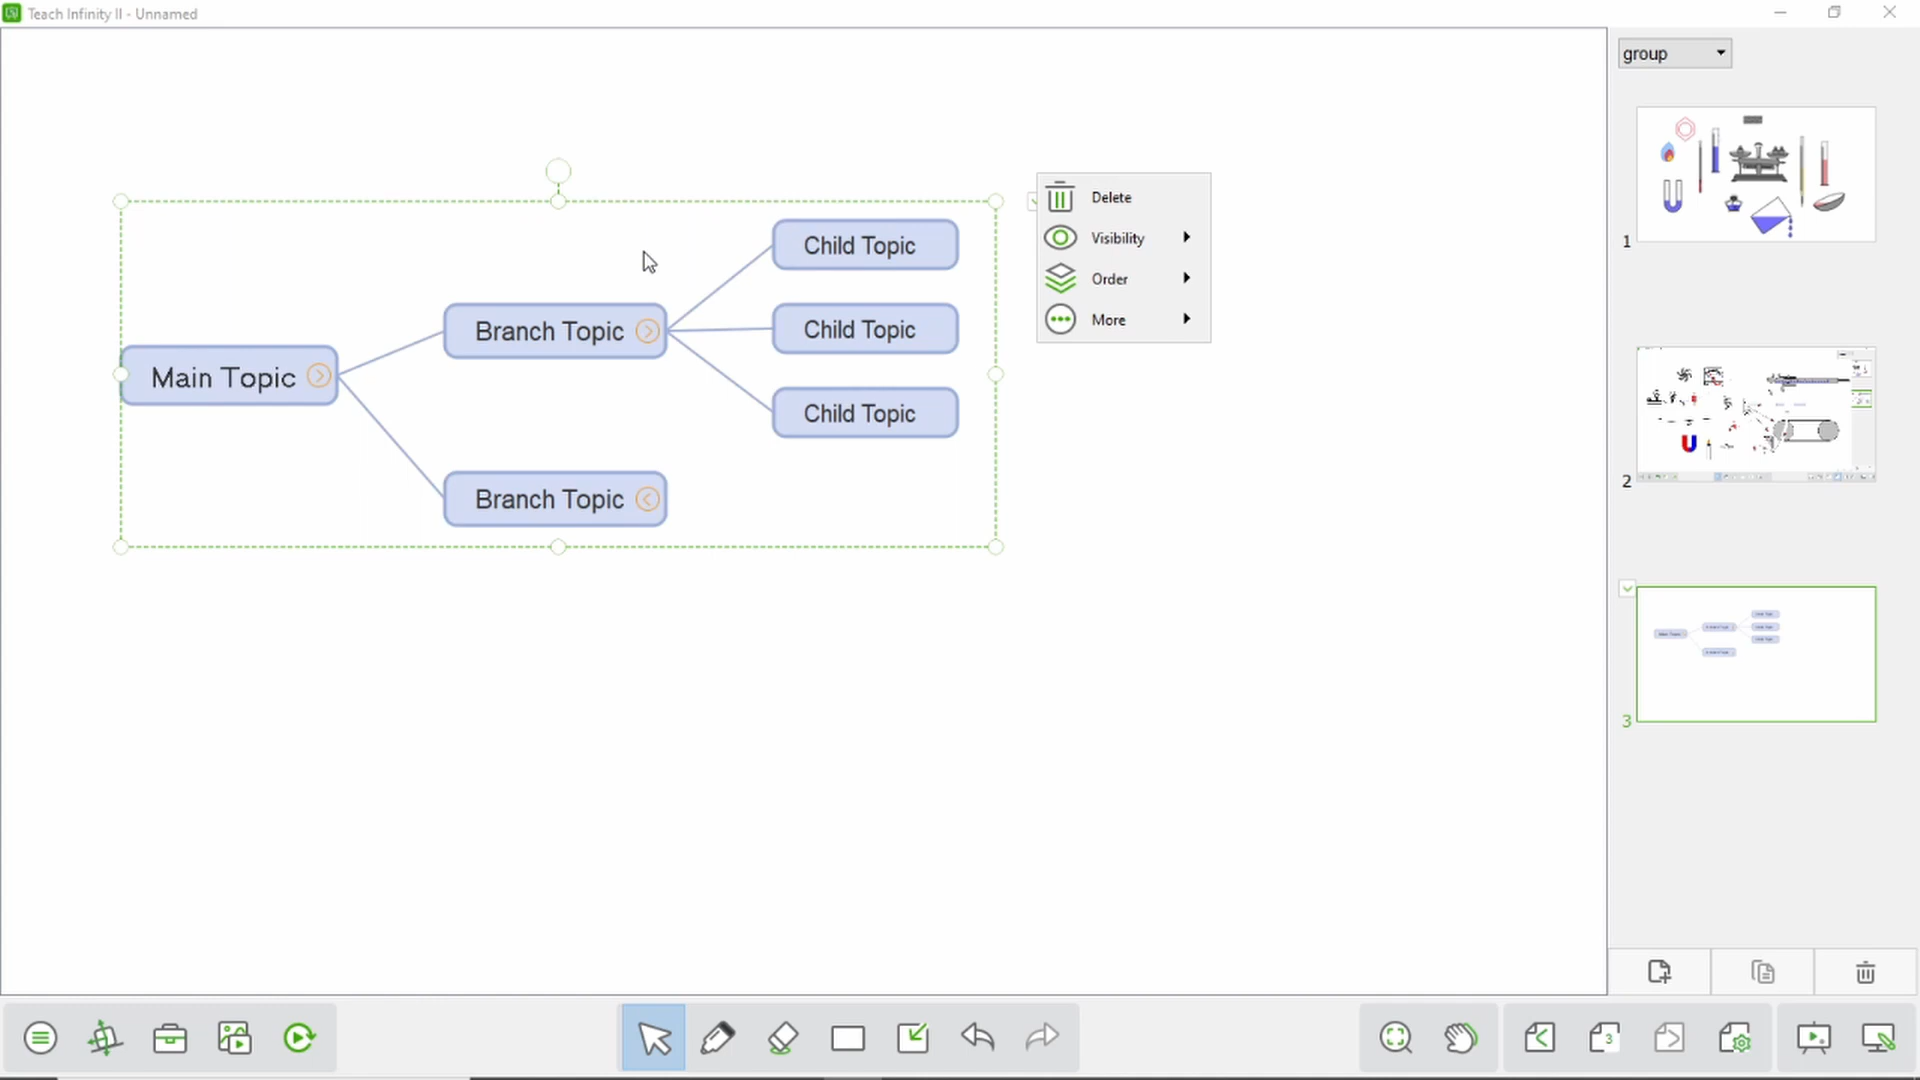 Teach Infinity II - Unnamed
group
Delete
Visibility
Order
More
Child Topic
Branch Topic
Child Topic
Main Topic
Child Topic
Branch Topic
1
2
3
3